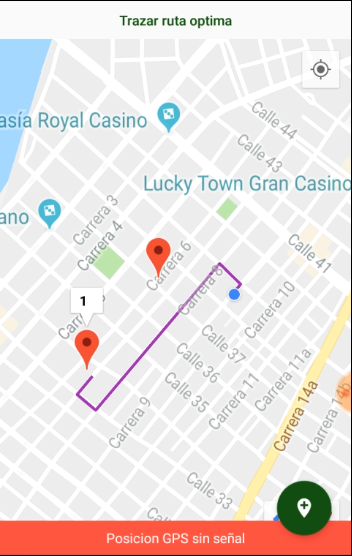 Trazar ruta optima
asía Royal Casino
Calle 44
Calle 43
Lucky Town Gran Casino
ano
Carrera 3
Carrera 4
Calle 41
Carrera 6
Carrera 8
Carrera 10
1
Calle 37
Calle 36
Calle 35
Carrera 11
Carrera 11a
Carrera 14a
Carrera 14b
Carrera 9
Calle 33
Posicion GPS sin señal